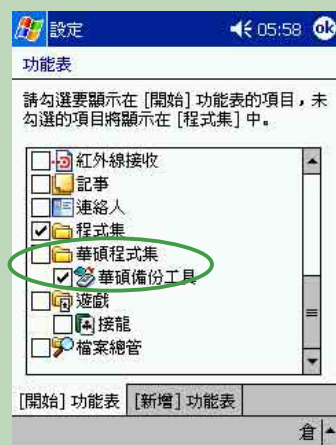 設定
05:58
ok
功能表
請勾選要顯示在 [開始] 功能表的項目，未
勾選的項目將顯示在 [程式集] 中。
紅外線接收
記事
連絡人
程式集
華碩程式集
華碩備份工具
遊戲
接龍
檔案總管
[開始] 功能表
[新增] 功能表
倉